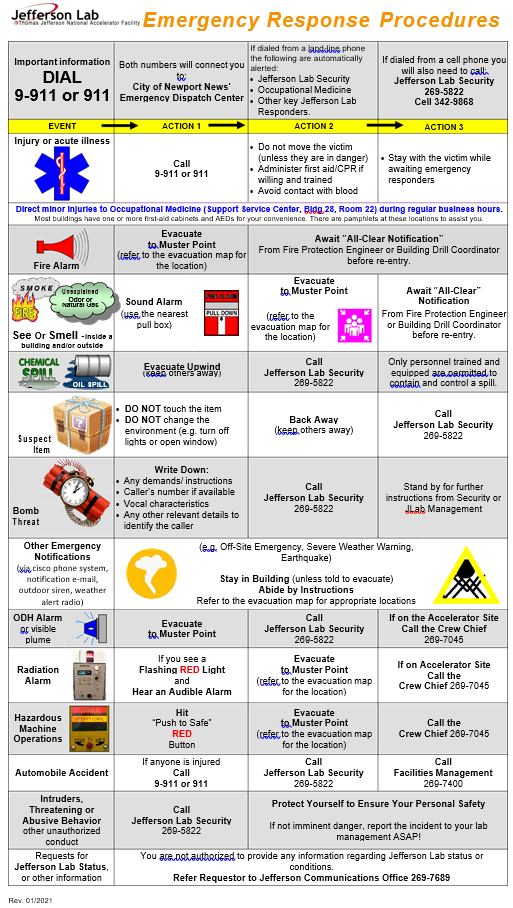 Jefferson Lab
Thomas Jefferson National Accelerator Facility
Emergency Response Procedures
Important information
DIAL
9-911 or 911
Both numbers will connect you
to:
City of Newport News'
Emergency Dispatch Center
If dialed from a land-line phone
the following are automatically
alerted:
• Jefferson Lab Security
• Occupational Medicine
• Other key Jefferson Lab
Responders.
If dialed from a cell phone you
will also need to call:
Jefferson Lab Security
269-5822
Cell 342-9868
EVENT
ACTION 1
ACTION 2
ACTION 3
Injury or acute illness
Call
9-911 or 911
• Do not move the victim
(unless they are in danger)
• Administer first aid/CPR if
willing and trained
• Avoid contact with blood
• Stay with the victim while
awaiting emergency
responders
Direct minor injuries to Occupational Medicine (Support Service Center, Bldg 28, Room 22) during regular business hours.
Most buildings have one or more first-aid cabinets and AEDs for your convenience. There are pamphlets at these locations to assist you.
Fire Alarm
Evacuate
to Muster Point
(refer to the evacuation map for
the location)
Await "All-Clear Notification"
From Fire Protection Engineer or Building Drill Coordinator
before re-entry.
SMOKE
FIRE
Unexplained
Odor or
Natural Gas
See Or Smell -inside a
building and/or outside
Sound Alarm
(use the nearest
pull box)
PULL DOWN
Evacuate
to Muster Point
(refer to the
evacuation map for
the location)
Await "All-Clear"
Notification
From Fire Protection Engineer
or Building Drill Coordinator
before re-entry.
CHEMICAL
SPILL
OIL SPILL
Evacuate Upwind
(keep others away)
Call
Jefferson Lab Security
269-5822
Only personnel trained and
equipped are permitted to
contain and control a spill.
Suspect
Item
• DO NOT touch the item
• DO NOT change the
environment (e.g. turn off
lights or open window)
Back Away
(keep others away)
Call
Jefferson Lab Security
269-5822
Bomb
Threat
Write Down:
• Any demands/ instructions
• Caller's number if available
• Vocal characteristics
• Any other relevant details to
identify the caller
Call
Jefferson Lab Security
269-5822
Stand by for further
instructions from Security or
JLab Management
Other Emergency
Notifications
(via cisco phone system,
notification e-mail,
outdoor siren, weather
alert radio)
(e.g. Off-Site Emergency, Severe Weather Warning,
Earthquake)
Stay in Building (unless told to evacuate)
Abide by Instructions
Refer to the evacuation map for appropriate locations
ODH Alarm
or visible
plume
Evacuate
to Muster Point
Call
Jefferson Lab Security
269-5822
If on the Accelerator Site
Call the Crew Chief
269-7045
Radiation
Alarm
If you see a
Flashing RED Light
and
Hear an Audible Alarm
Evacuate
to Muster Point
(refer to the evacuation map
for the location)
If on Accelerator Site
Call the
Crew Chief 269-7045
Hazardous
Machine
Operations
Hit
"Push to Safe"
RED
Button
Evacuate
to Muster Point
(refer to the evacuation map
for the location)
Call the
Crew Chief 269-7045
Automobile Accident
If anyone is injured
Call
9-911 or 911
Call
Jefferson Lab Security
269-5822
Call
Facilities Management
269-7400
Intruders,
Threatening or
Abusive Behavior
other unauthorized
conduct
Call
Jefferson Lab Security
269-5822
Protect Yourself to Ensure Your Personal Safety
If not imminent danger, report the incident to your lab
management ASAP!
Requests for
Jefferson Lab Status,
or other information
You are not authorized to provide any information regarding Jefferson Lab status or
conditions.
Refer Requestor to Jefferson Communications Office 269-7689
Rev. 01/2021